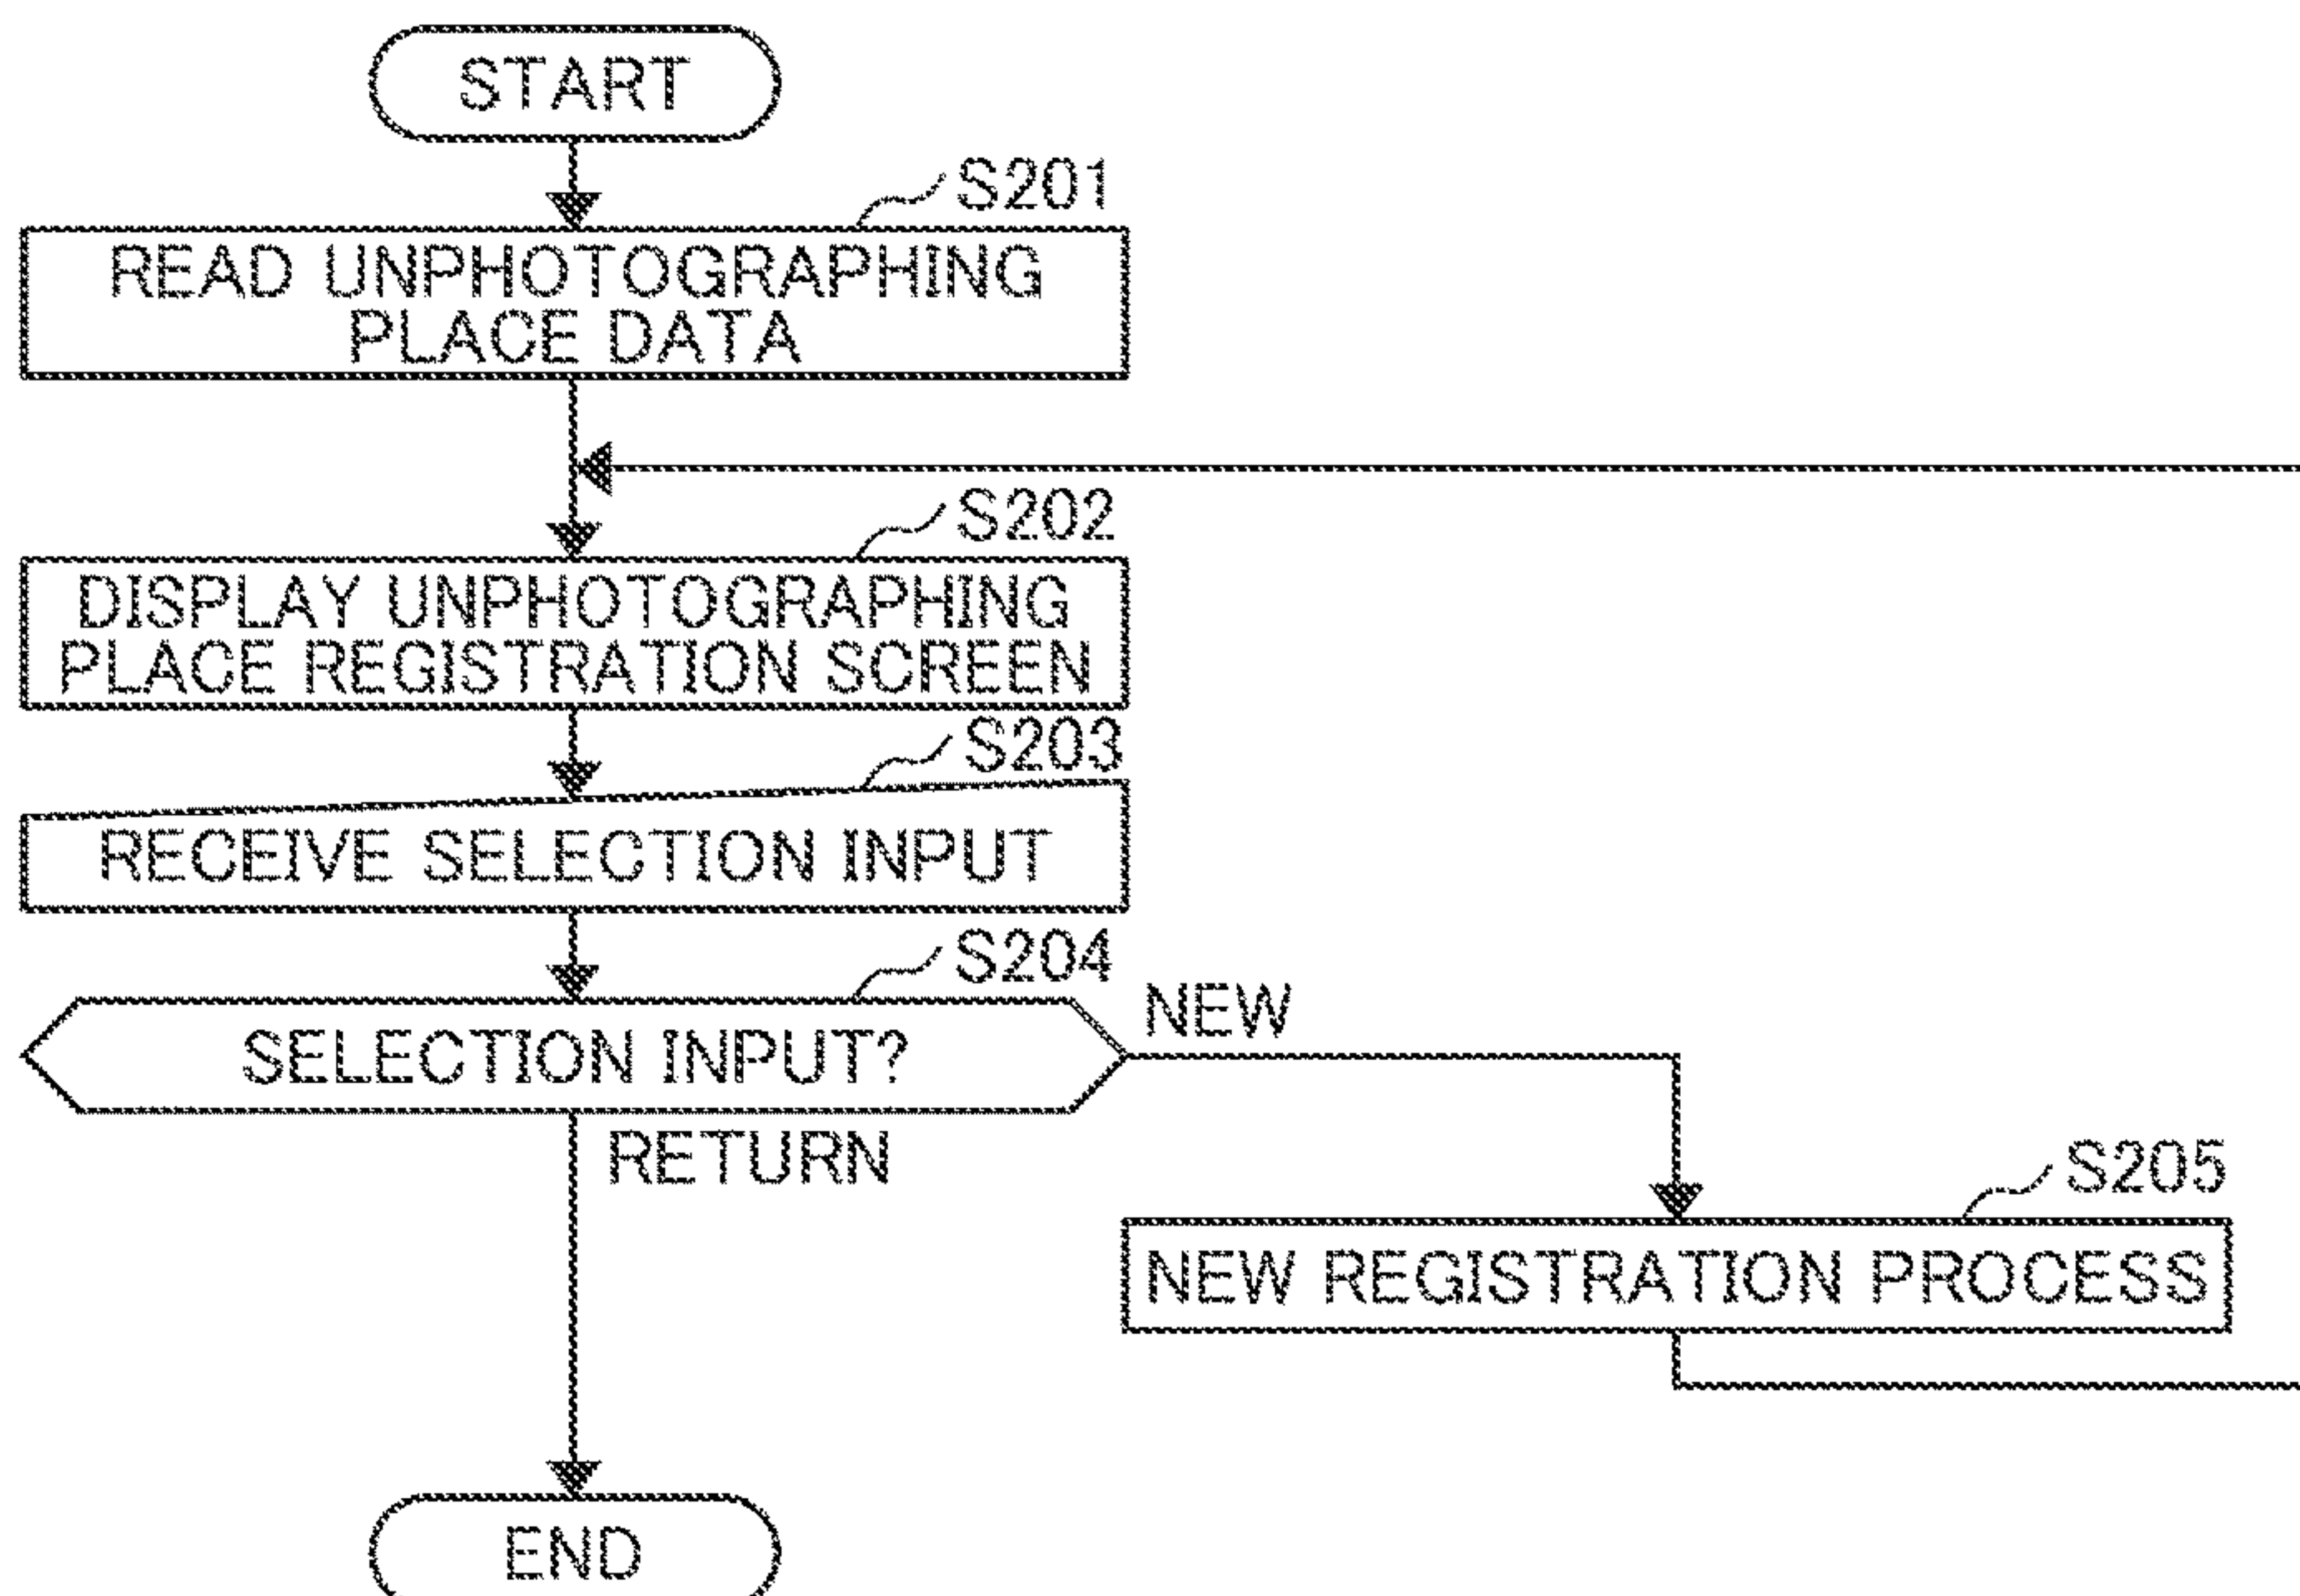 START
S201
READ UNPHOTOGRAPHING
PLACE DATA
S202
DISPLAY UNPHOTOGRAPHING
PLACE REGISTRATION SCREEN
S203
RECEIVE SELECTION INPUT
S204
SELECTION INPUT?
NEW
RETURN
S205
NEW REGISTRATION PROCESS
END